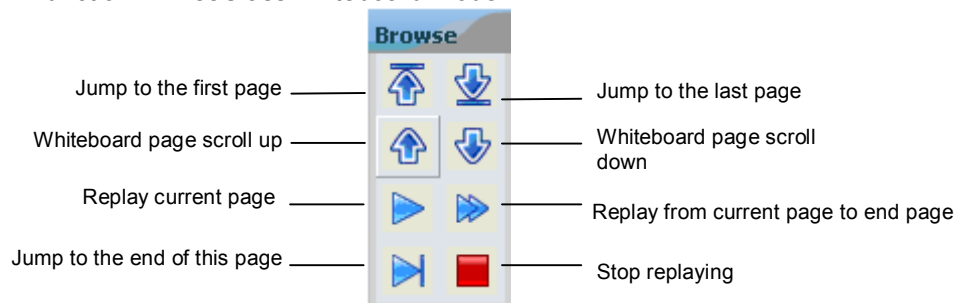 Browse
Jump to the first page
Jump to the last page
Whiteboard page scroll up
Whiteboard page scroll
down
Replay current page
Replay from current page to end page
Jump to the end of this page
Stop replaying